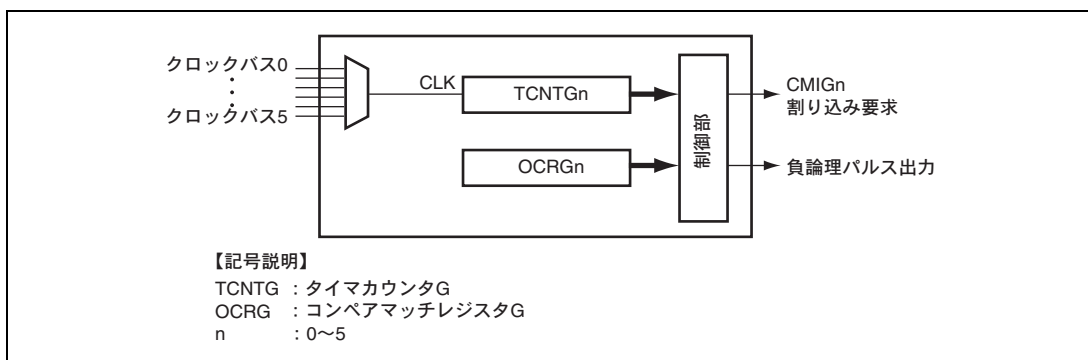 クロックバス0
クロックバス5
CLK
TCNTGn
OCRGn
制御部
CMIGn
割り込み要求
負論理パルス出力
【記号説明】
TCNTG ：タイマカウンタG
OCRG ：コンペアマッチレジスタG
n ：0～5